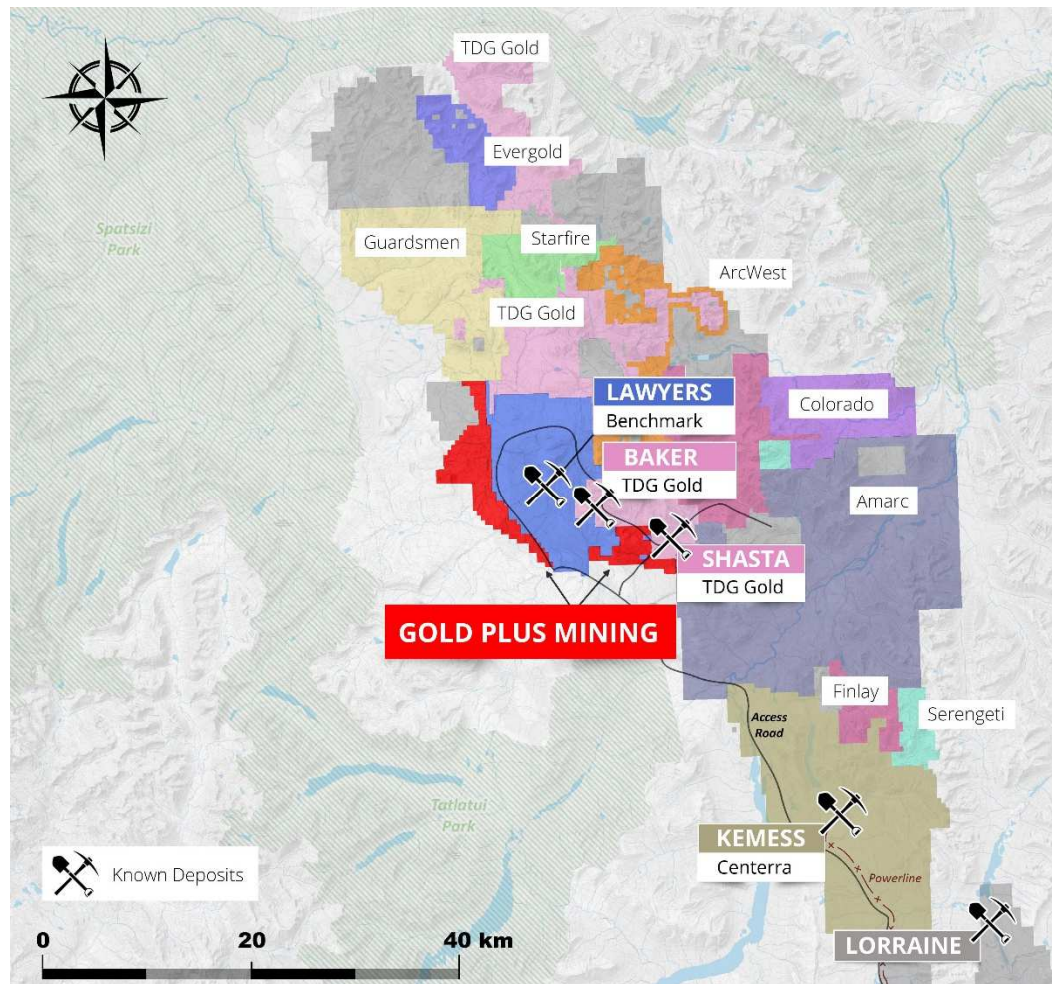 TDG Gold
Evergold
Spatsizi
Park
Guardsmen
Starfire
ArcWest
TDG Gold
LAWYERS
Benchmark
Colorado
BAKER
TDG Gold
Amarc
SHASTA
TDG Gold
GOLD PLUS MINING
Finlay
Serengeti
Access
Road
Tatlatui
Park
KEMESS
Centerra
Known Deposits
Powerline
LORRAINE
0 20 40 km